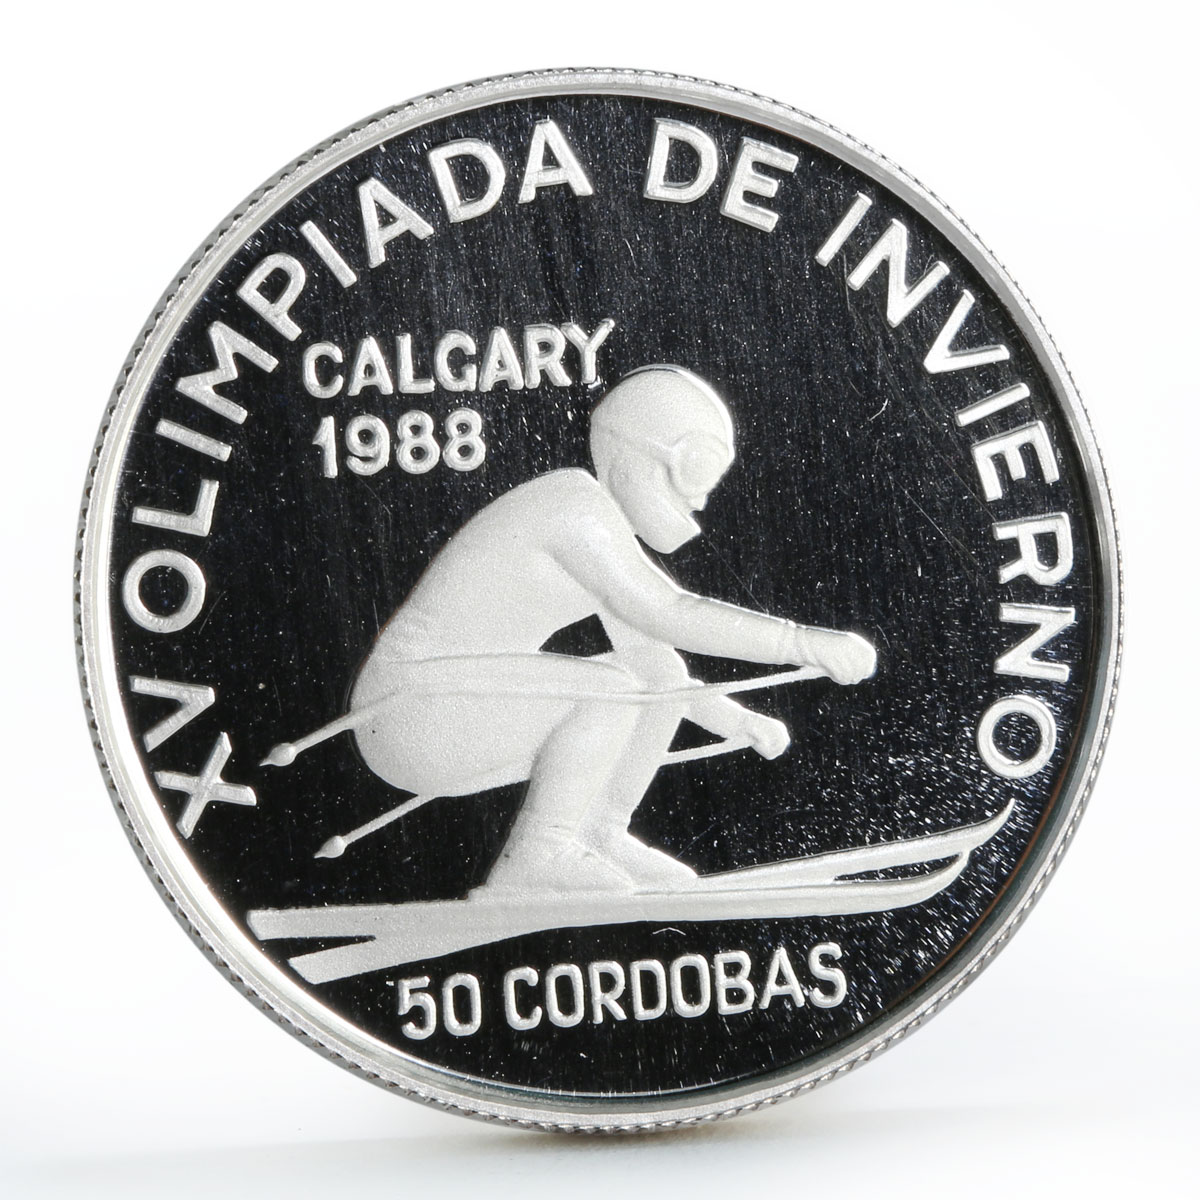 XV OLIMPIADA DE INVIERNO
CALGARY
1988
50 CORDOBAS